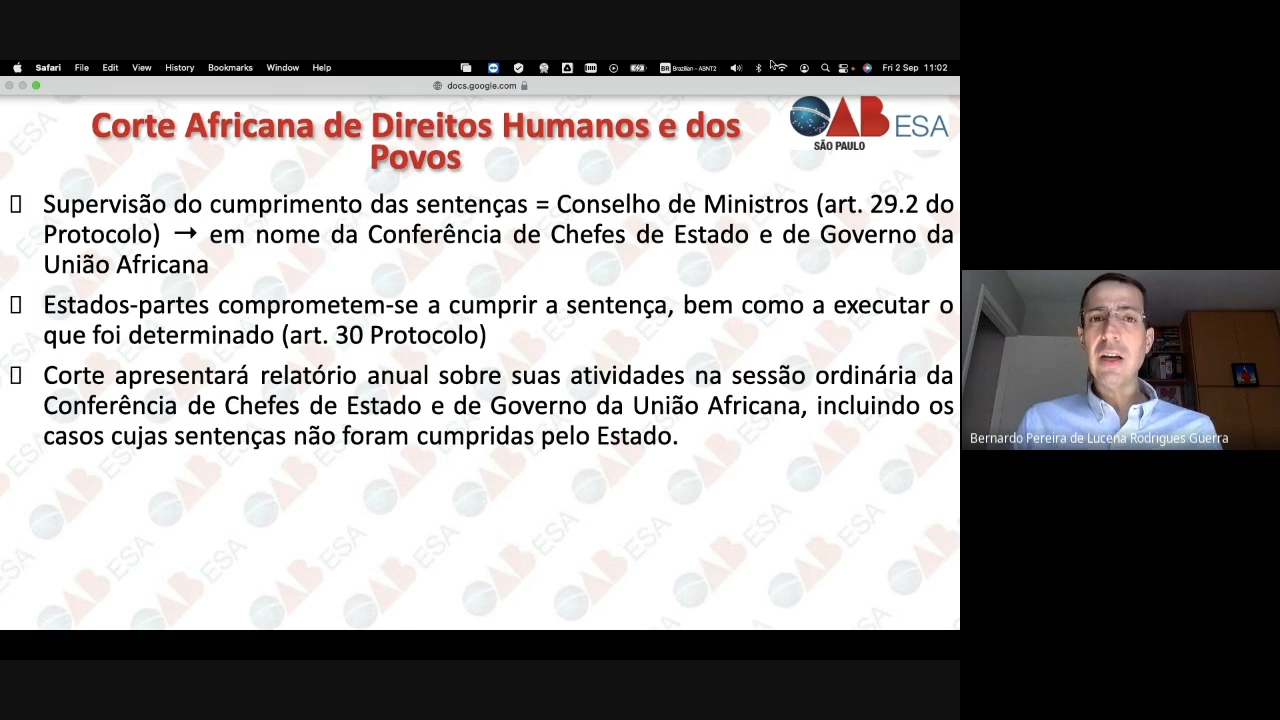 Safari File Edit View History Bookmarks Window Help BR Brazilian – ABNT2 Fri 2 Sep 11:02
docs.google.com
Corte Africana de Direitos Humanos e dos
Povos
OAB ESA
SÃO PAULO
Supervisão do cumprimento das sentenças = Conselho de Ministros (art. 29.2 do
Protocolo) → em nome da Conferência de Chefes de Estado e de Governo da
União Africana
Estados-partes comprometem-se a cumprir a sentença, bem como a executar o
que foi determinado (art. 30 Protocolo)
Corte apresentará relatório anual sobre suas atividades na sessão ordinária da
Conferência de Chefes de Estado e de Governo da União Africana, incluindo os
casos cujas sentenças não foram cumpridas pelo Estado.
Bernardo Pereira de Lucena Rodrigues Guerra